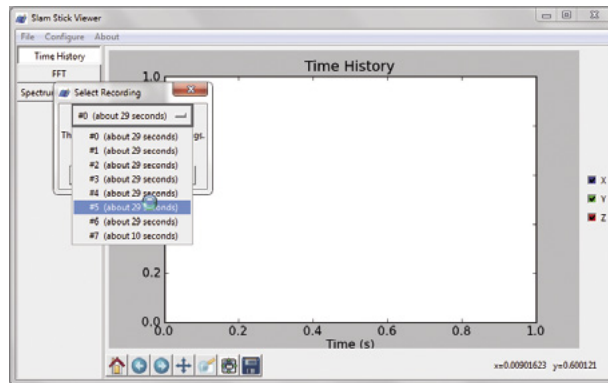 Slam Stick Viewer
File Configure About
Time History
FFT
Time History
1.0
Select Recording
#0 (about 29 seconds)
#0 (about 29 seconds)
#1 (about 29 seconds)
#2 (about 29 seconds)
#3 (about 29 seconds)
#4 (about 29 seconds)
#5 (about 29 seconds)
#6 (about 29 seconds)
#7 (about 10 seconds)
X
Y
Z
0.2
0.0
0.0 0.2 0.4 0.6 0.8 1.0
Time (s)
x=0.00901623 y=0.600121